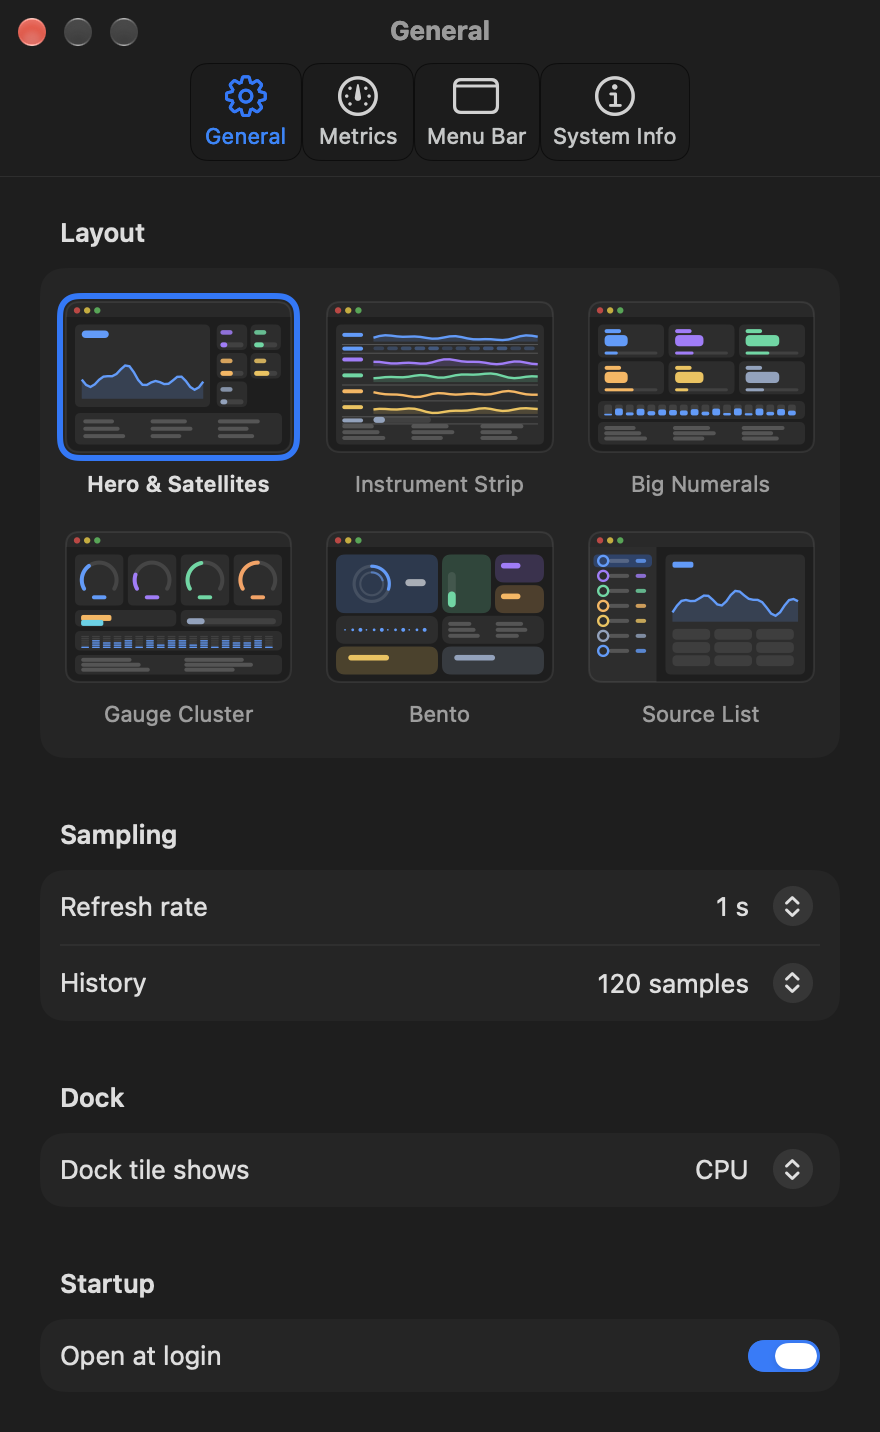 General
General
Metrics
Menu Bar
System Info
Layout
Hero & Satellites
Instrument Strip
Big Numerals
Gauge Cluster
Bento
Source List
Sampling
Refresh rate
1 s
History
120 samples
Dock
Dock tile shows
CPU
Startup
Open at login